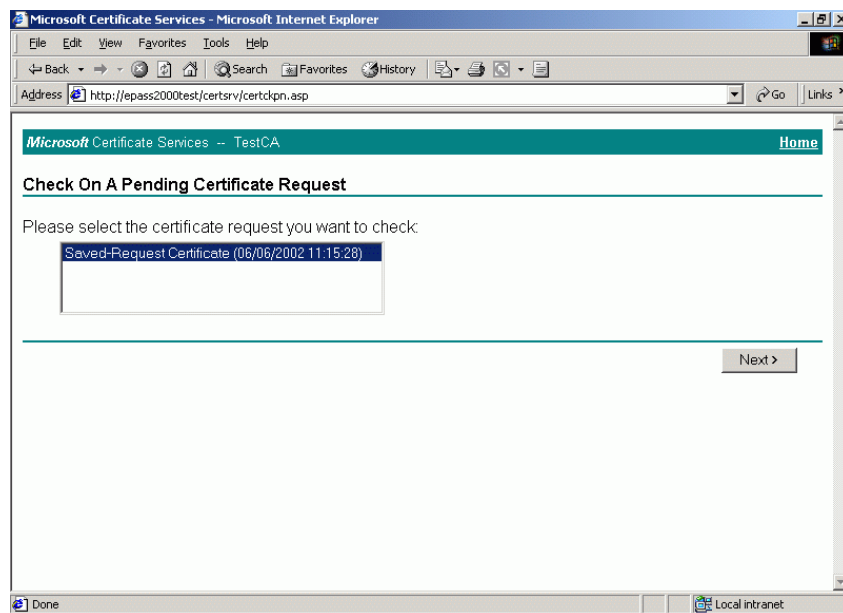 Microsoft Certificate Services - Microsoft Internet Explorer
File Edit View Favorites Tools Help
Back Search Favorites History
Address http://epass2000test/certsrv/certckpn.asp Go Links
Microsoft Certificate Services -- TestCA Home
Check On A Pending Certificate Request
Please select the certificate request you want to check:
Saved-Request Certificate (06/06/2002 11:15:28)
Next >
Done Local intranet